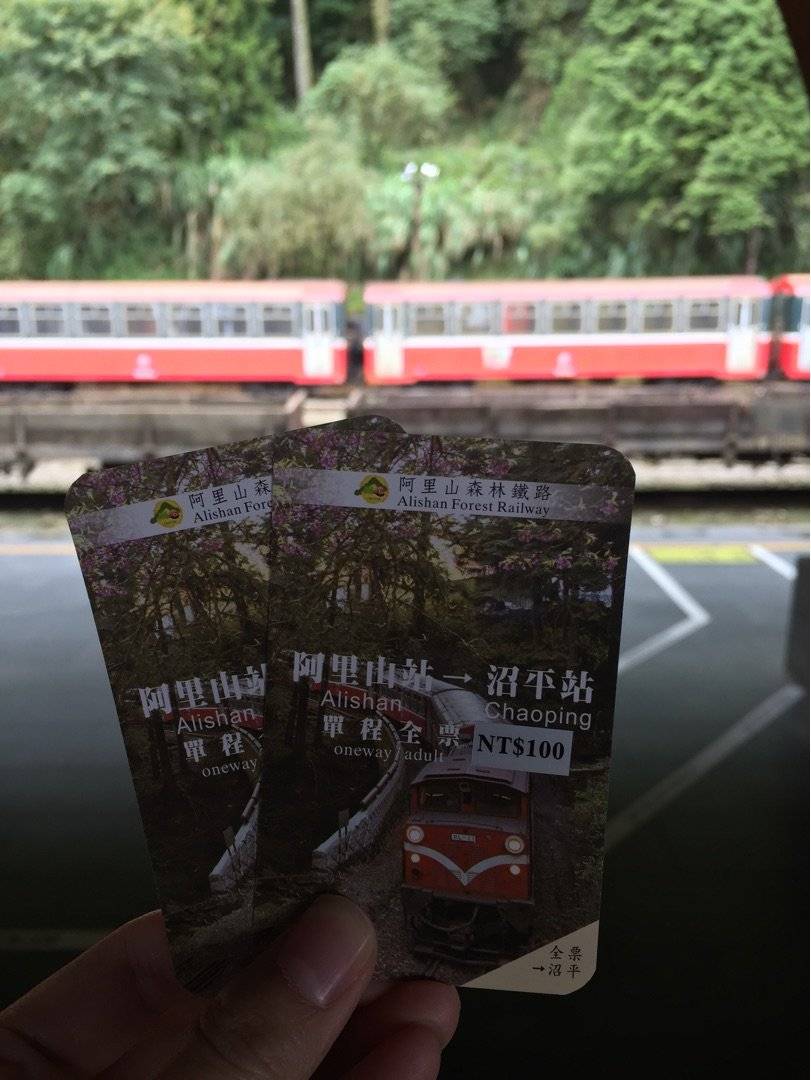 阿里山森
Alishan Fore
阿里山站
Alishan
單程
oneway
阿里山森林鐵路
Alishan Forest Railway
阿里山站→沼平站
Alishan Chaoping
單程全票 NT$100
oneway / adult
全票
→沼平